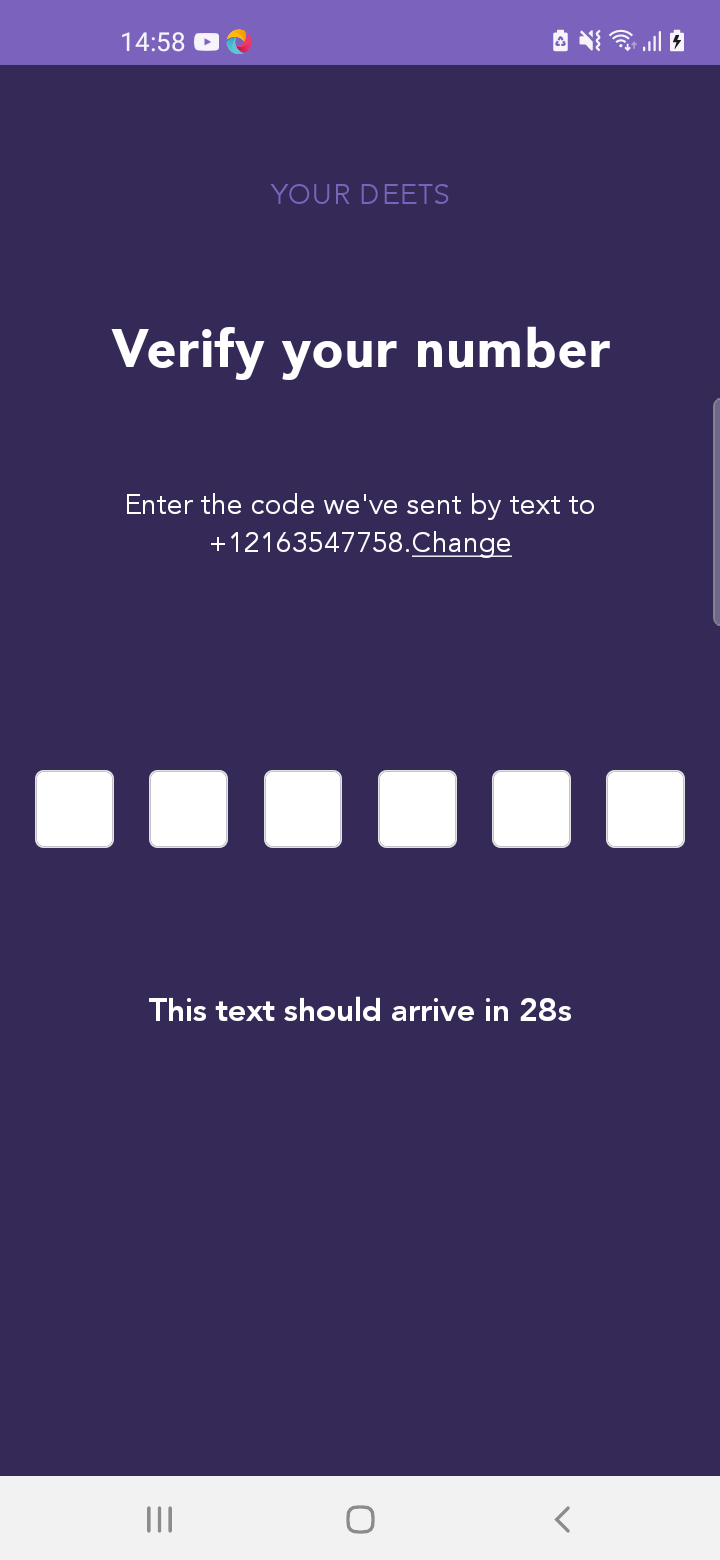 14:58
YOUR DEETS
Verify your number
Enter the code we've sent by text to
+12163547758.Change
This text should arrive in 28s